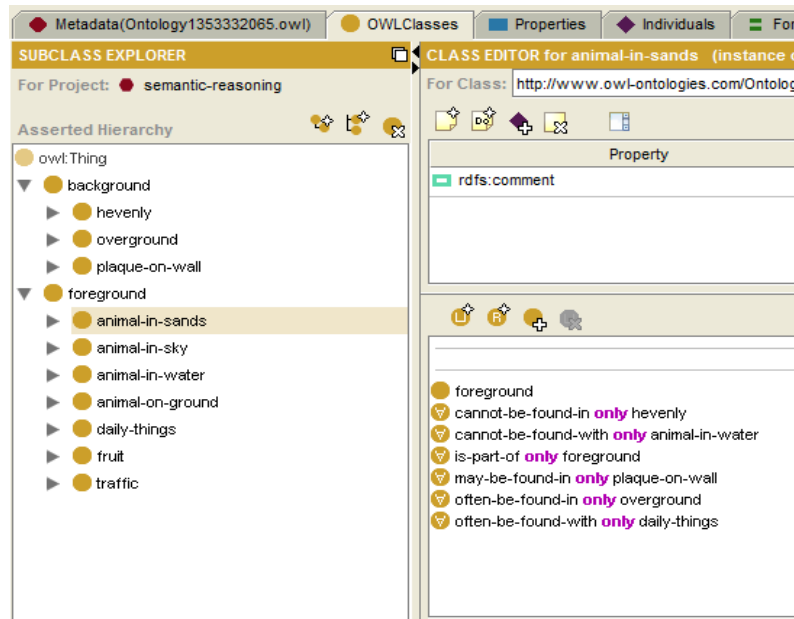 Metadata(Ontology1353332065.owl) OWLClasses Properties Individuals For
SUBCLASS EXPLORER
For Project: semantic-reasoning
Asserted Hierarchy
owl:Thing
background
hevenly
overground
plaque-on-wall
foreground
animal-in-sands
animal-in-sky
animal-in-water
animal-on-ground
daily-things
fruit
traffic
CLASS EDITOR for animal-in-sands (instance
For Class: http://www.owl-ontologies.com/Ontolog
Property
rdfs:comment
foreground
cannot-be-found-in only hevenly
cannot-be-found-with only animal-in-water
is-part-of only foreground
may-be-found-in only plaque-on-wall
often-be-found-in only overground
often-be-found-with only daily-things